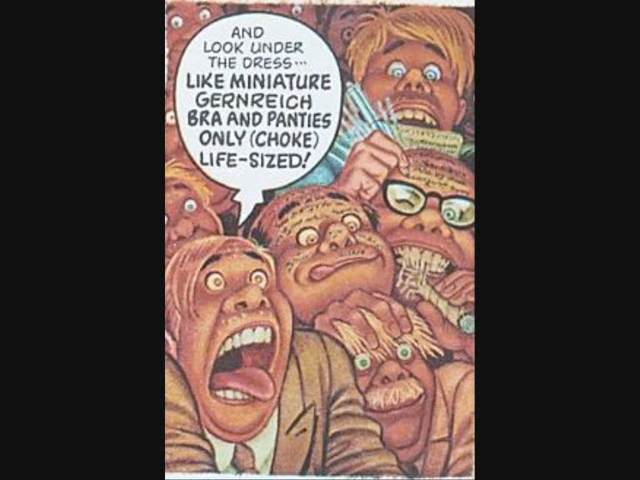 AND
LOOK UNDER
THE DRESS...
LIKE MINIATURE
GERNREICH
BRA AND PANTIES
ONLY (CHOKE)
LIFE-SIZED!